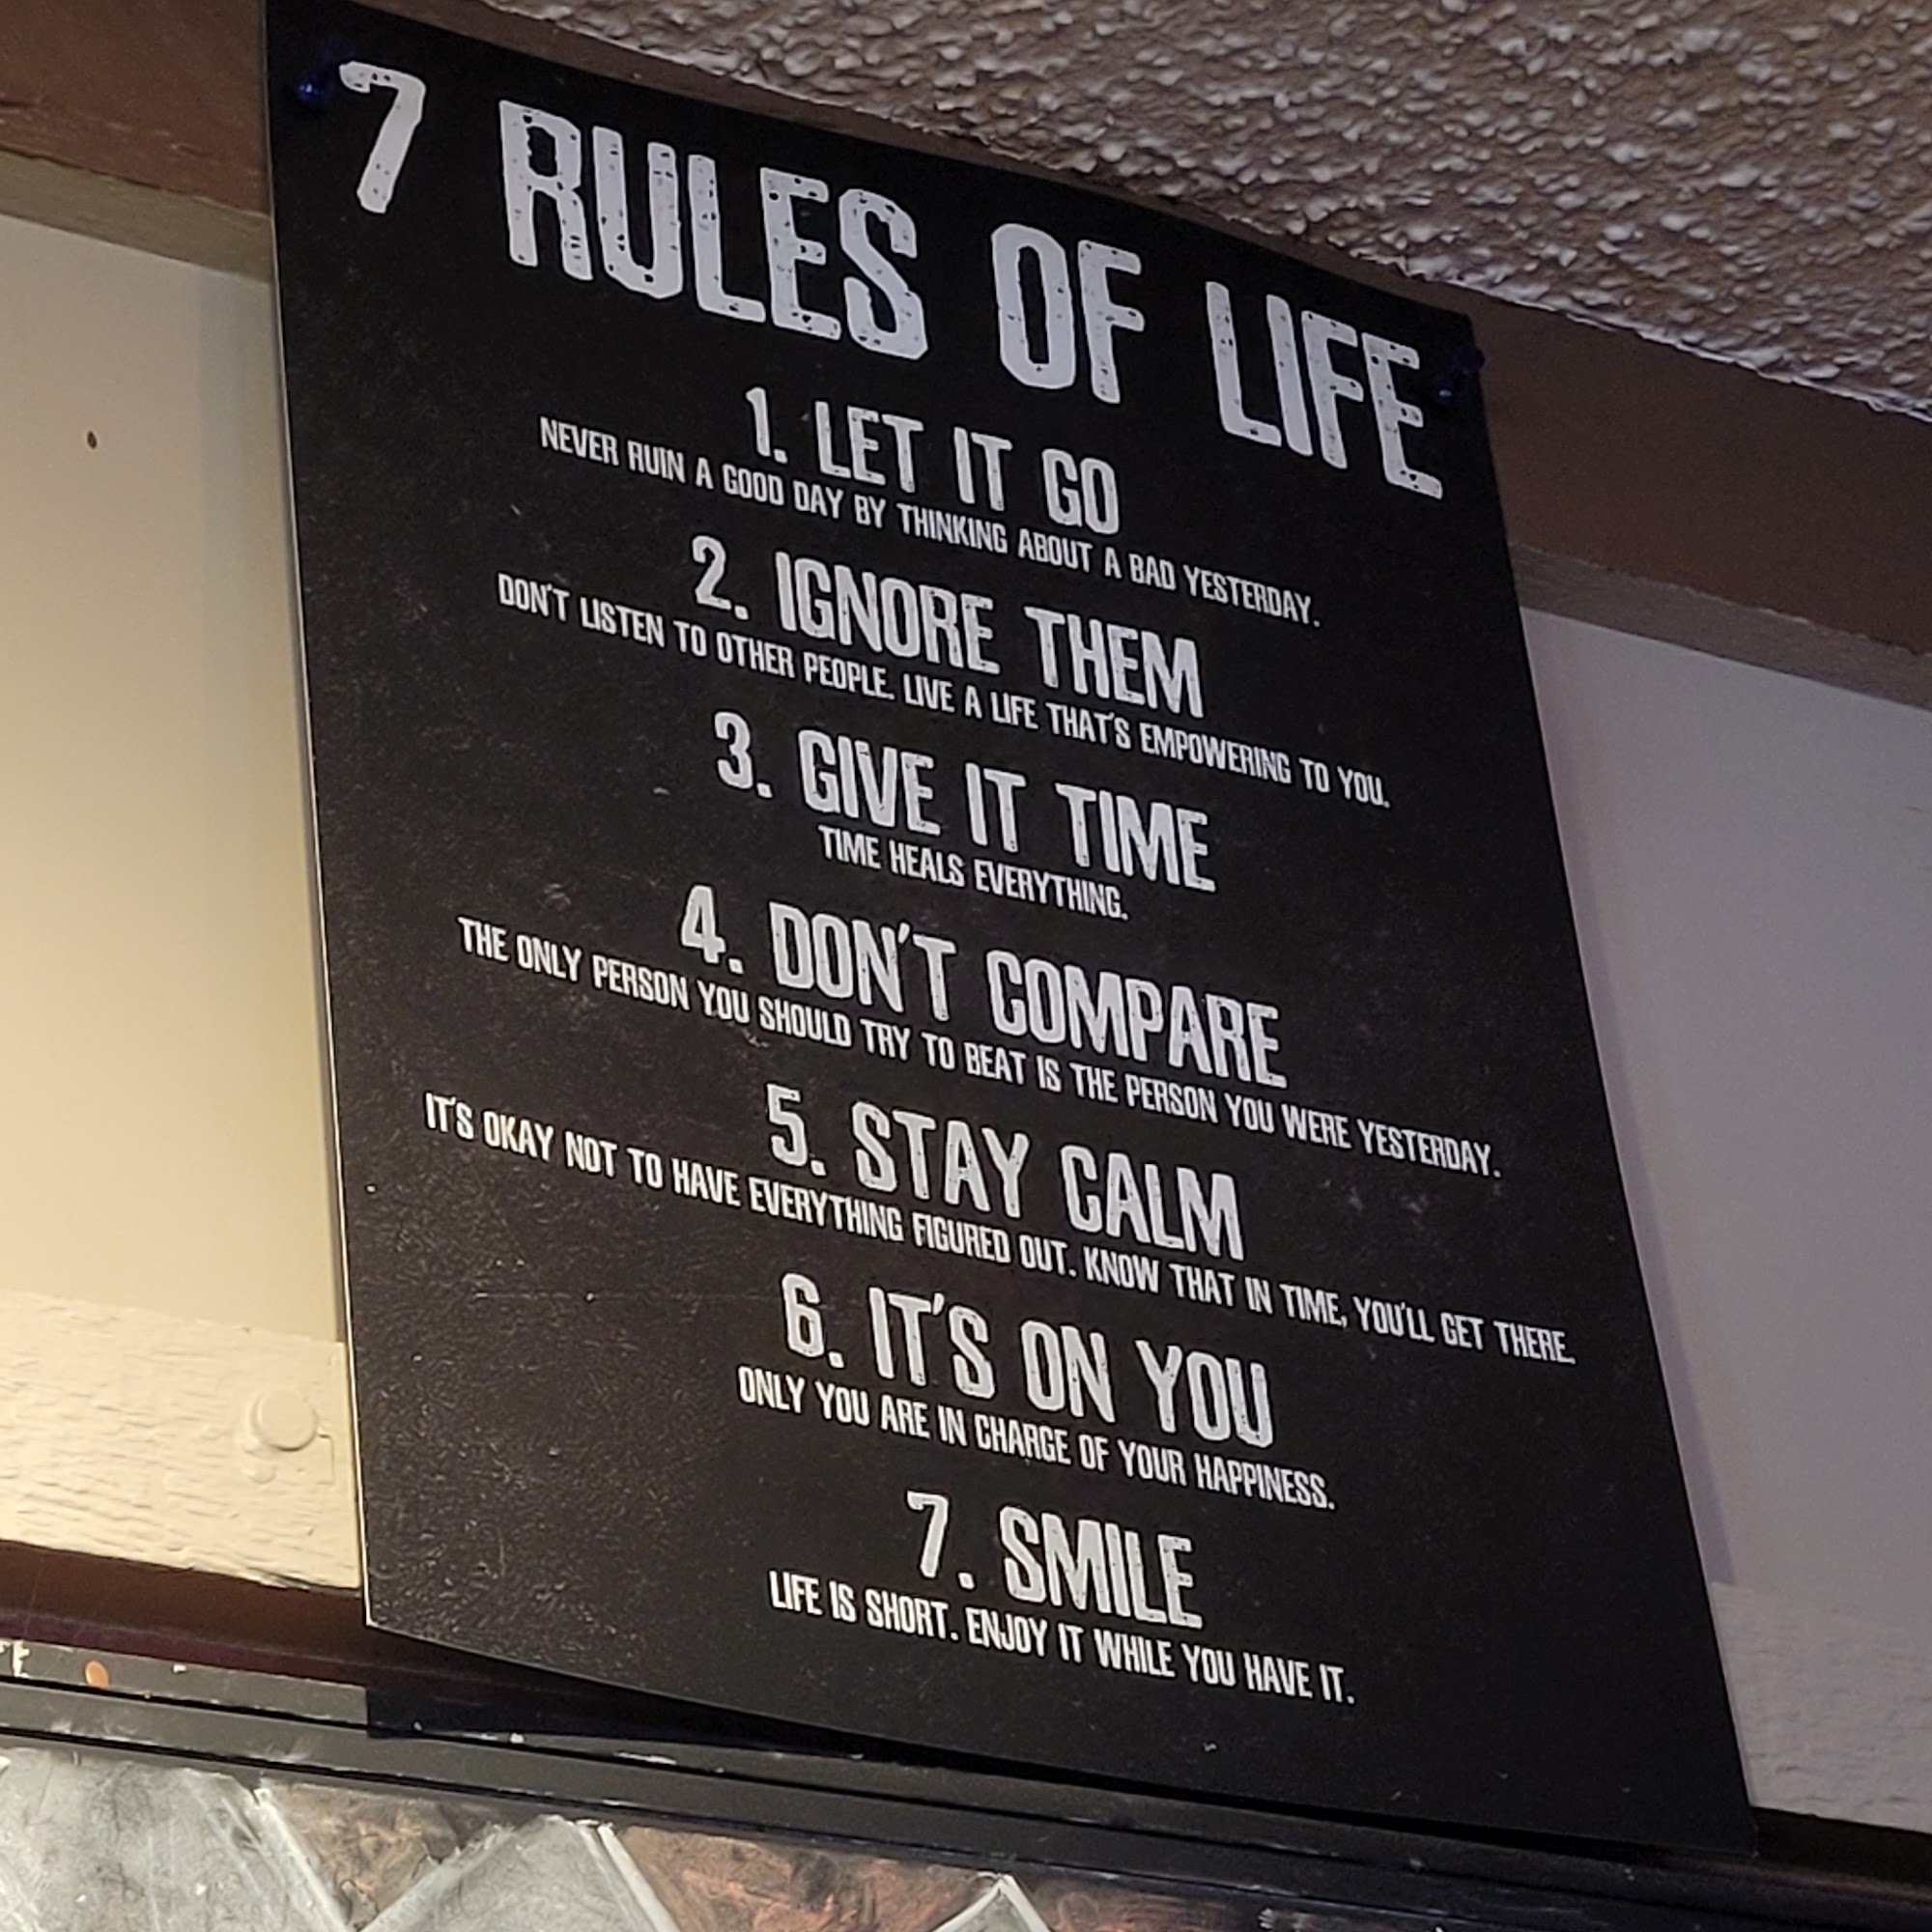 7 RULES OF LIFE
1. LET IT GO
NEVER RUIN A GOOD DAY BY THINKING ABOUT A BAD YESTERDAY.
2. IGNORE THEM
DON'T LISTEN TO OTHER PEOPLE. LIVE A LIFE THAT'S EMPOWERING TO YOU.
3. GIVE IT TIME
TIME HEALS EVERYTHING.
4. DON'T COMPARE
THE ONLY PERSON YOU SHOULD TRY TO BEAT IS THE PERSON YOU WERE YESTERDAY.
5. STAY CALM
IT'S OKAY NOT TO HAVE EVERYTHING FIGURED OUT. KNOW THAT IN TIME, YOU'LL GET THERE.
6. IT'S ON YOU
ONLY YOU ARE IN CHARGE OF YOUR HAPPINESS.
7. SMILE
LIFE IS SHORT. ENJOY IT WHILE YOU HAVE IT.